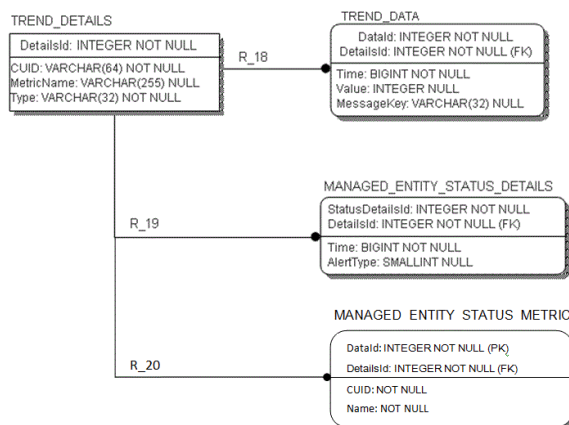 TREND_DETAILS
DetailsId: INTEGER NOT NULL
CUID: VARCHAR(64) NOT NULL
MetricName: VARCHAR(255) NULL
Type: VARCHAR(32) NOT NULL
R_18
TREND_DATA
DataId: INTEGER NOT NULL
DetailsId: INTEGER NOT NULL (FK)
Time: BIGINT NOT NULL
Value: INTEGER NULL
MessageKey: VARCHAR(32) NULL
R_19
MANAGED_ENTITY_STATUS_DETAILS
StatusDetailsId: INTEGER NOT NULL
DetailsId: INTEGER NOT NULL (FK)
Time: BIGINT NOT NULL
AlertType: SMALLINT NULL
R_20
MANAGED ENTITY STATUS METRIC
DataId: INTEGER NOT NULL (PK)
DetailsId: INTEGER NOT NULL (FK)
CUID: NOT NULL
Name: NOT NULL